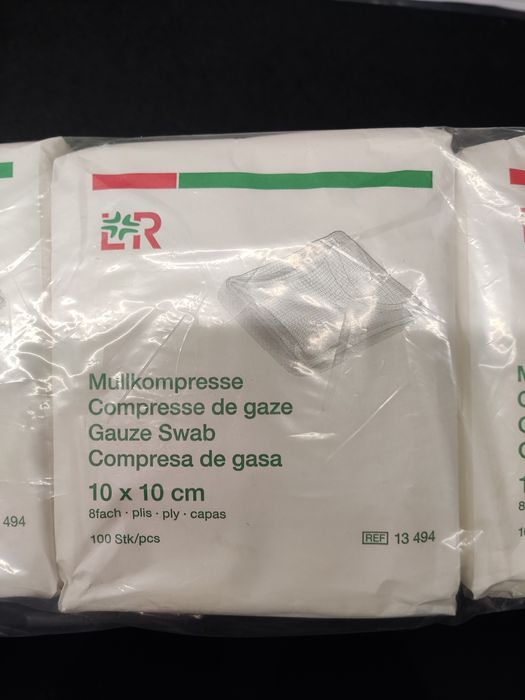 L&R
Mullkompresse
Compresse de gaze
Gauze Swab
Compresa de gasa
10 x 10 cm
8fach · plis · ply · capas
100 Stk/pcs
REF 13 494
494